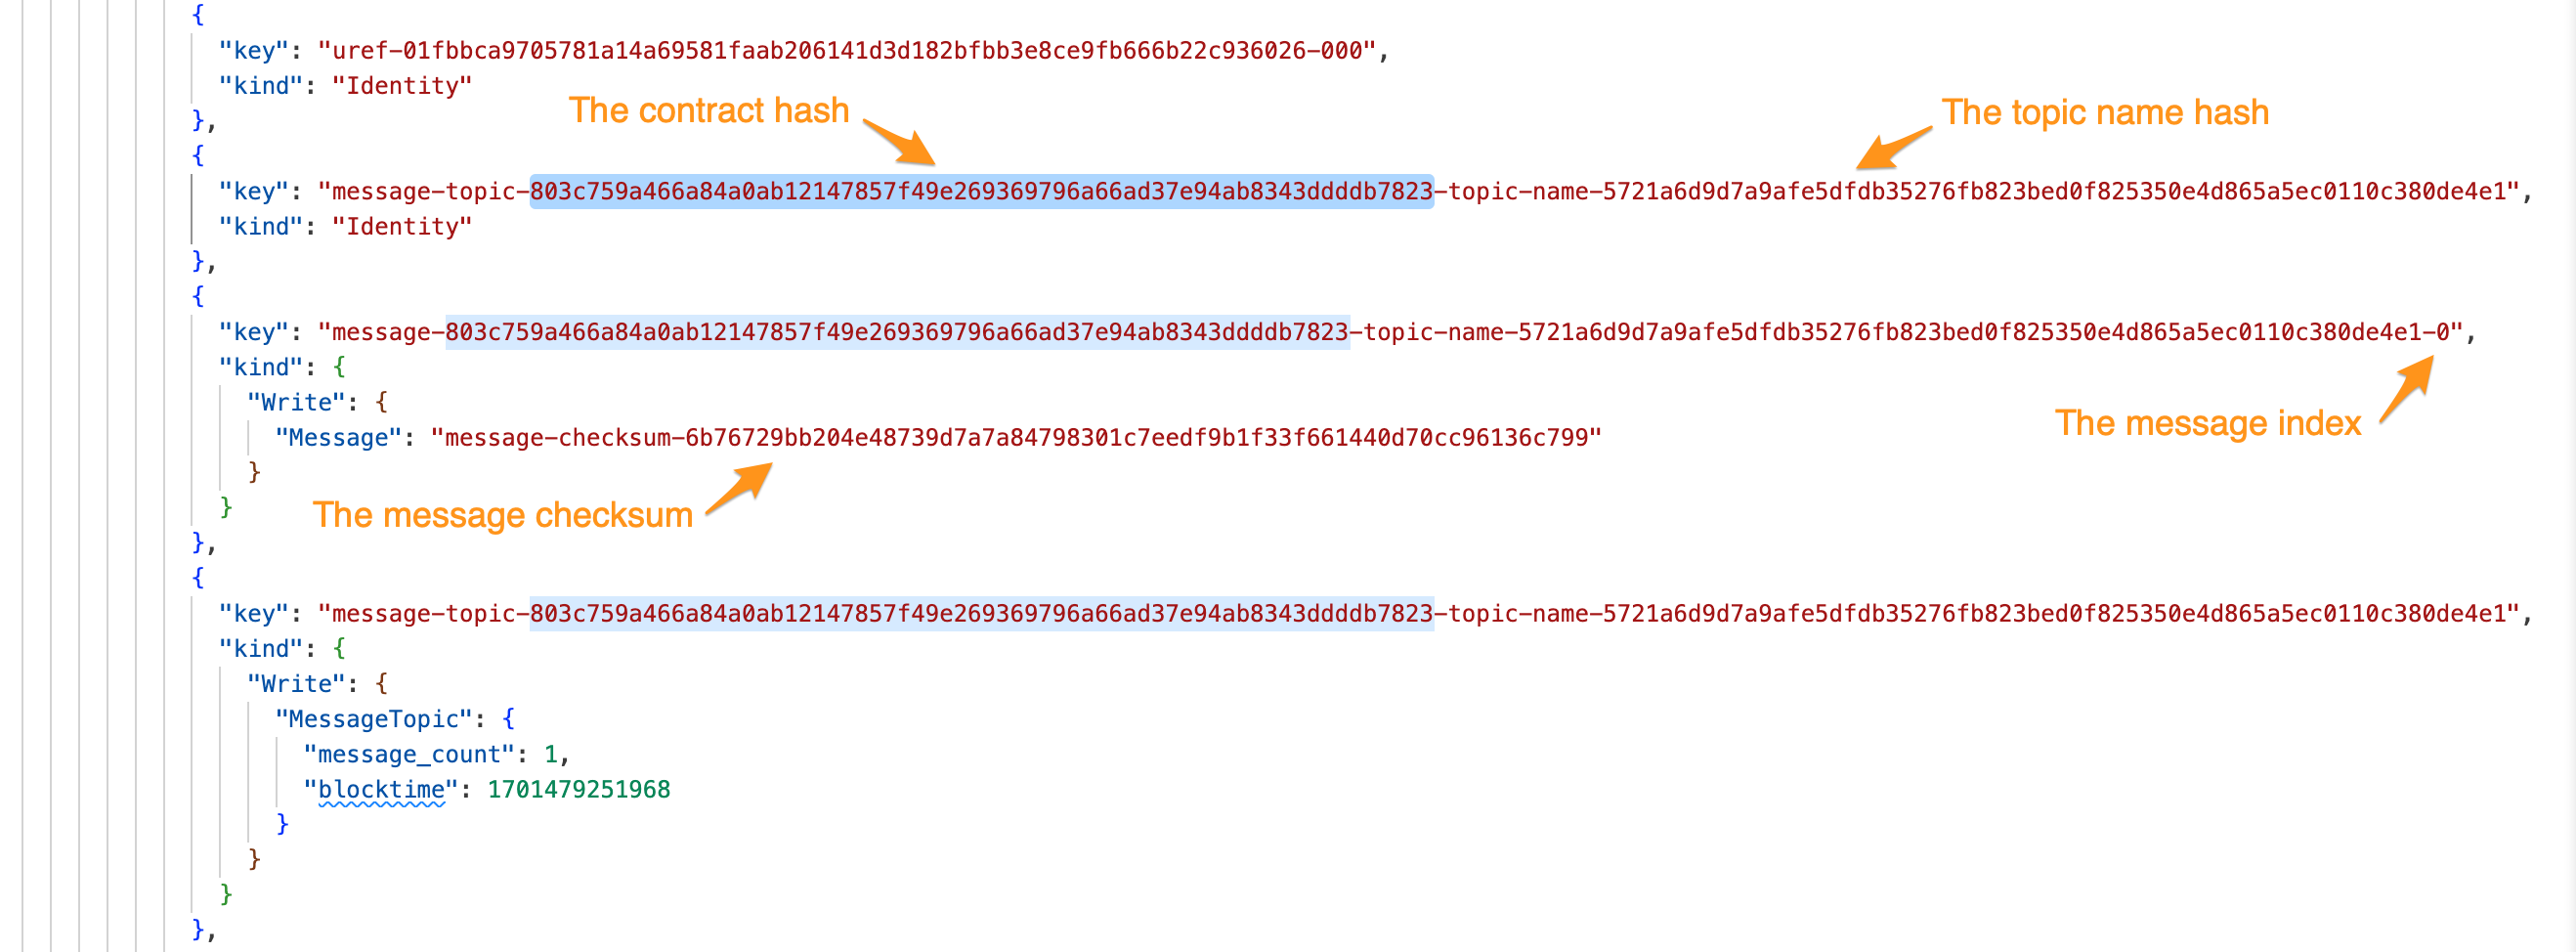 {
"key": "uref-01fbbca9705781a14a69581faab206141d3d182bfbb3e8ce9fb666b22c936026-000",
"kind": "Identity"
The contract hash
The topic name hash
},
{
"key": "message-topic-803c759a466a84a0ab12147857f49e269369796a66ad37e94ab8343ddddb7823-topic-name-5721a6d9d7a9afe5dfdb35276fb823bed0f825350e4d865a5ec0110c380de4e1",
"kind": "Identity"
},
{
"key": "message-803c759a466a84a0ab12147857f49e269369796a66ad37e94ab8343ddddb7823-topic-name-5721a6d9d7a9afe5dfdb35276fb823bed0f825350e4d865a5ec0110c380de4e1-0",
"kind": {
"Write": {
The message index
"Message": "message-checksum-6b76729bb204e48739d7a7a84798301c7eedf9b1f33f661440d70cc96136c799"
}
}
The message checksum
},
{
"key": "message-topic-803c759a466a84a0ab12147857f49e269369796a66ad37e94ab8343ddddb7823-topic-name-5721a6d9d7a9afe5dfdb35276fb823bed0f825350e4d865a5ec0110c380de4e1",
"kind": {
"Write": {
"MessageTopic": {
"message_count": 1,
"blocktime": 1701479251968
}
}
}
},